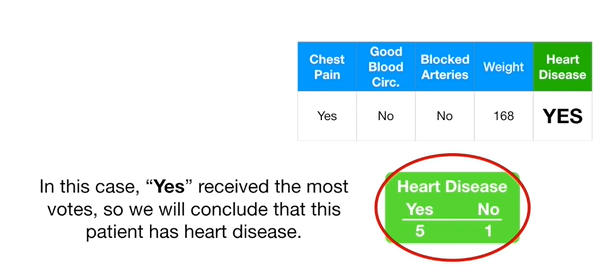 Chest Pain Good Blood Circ. Blocked Arteries Weight Heart Disease
Yes No No 168 YES
In this case, “Yes” received the most
votes, so we will conclude that this
patient has heart disease.
Heart Disease
Yes No
5 1